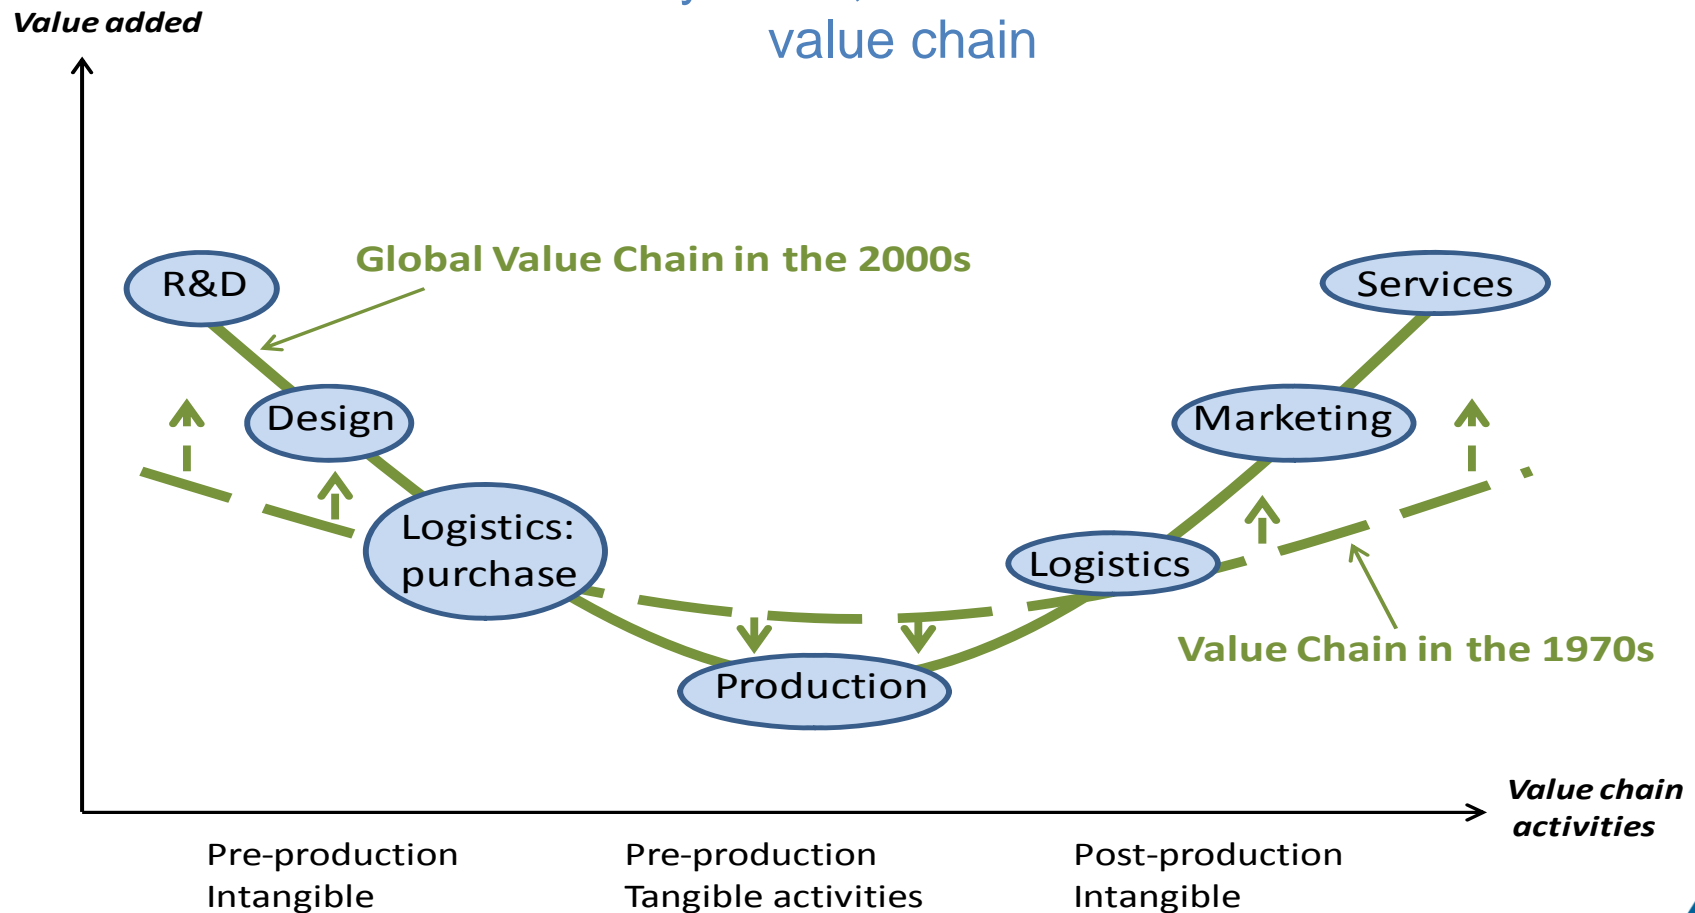 value chain
Value added
Global Value Chain in the 2000s
R&D
Services
Design
Marketing
Logistics:
purchase
Logistics
Value Chain in the 1970s
Production
Value chain
activities
Pre-production
Intangible
Pre-production
Tangible activities
Post-production
Intangible